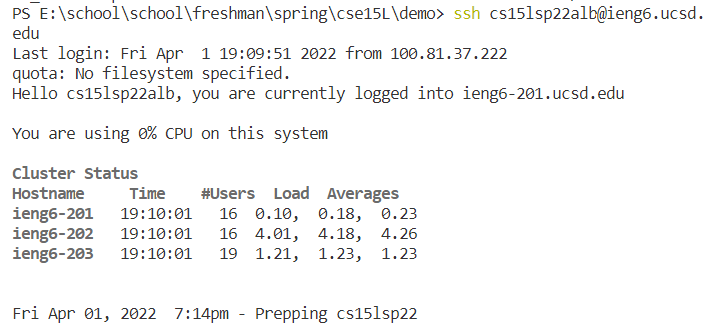 PS E:\school\school\freshman\spring\cse15L\demo> ssh cs15lsp22alb@ieng6.ucsd.
edu
Last login: Fri Apr  1 19:09:51 2022 from 100.81.37.222
quota: No filesystem specified.
Hello cs15lsp22alb, you are currently logged into ieng6-201.ucsd.edu
You are using 0% CPU on this system
Cluster Status
Hostname     Time    #Users  Load  Averages
ieng6-201   19:10:01   16  0.10,  0.18,  0.23
ieng6-202   19:10:01   16  4.01,  4.18,  4.26
ieng6-203   19:10:01   19  1.21,  1.23,  1.23
Fri Apr 01, 2022  7:14pm - Prepping cs15lsp22